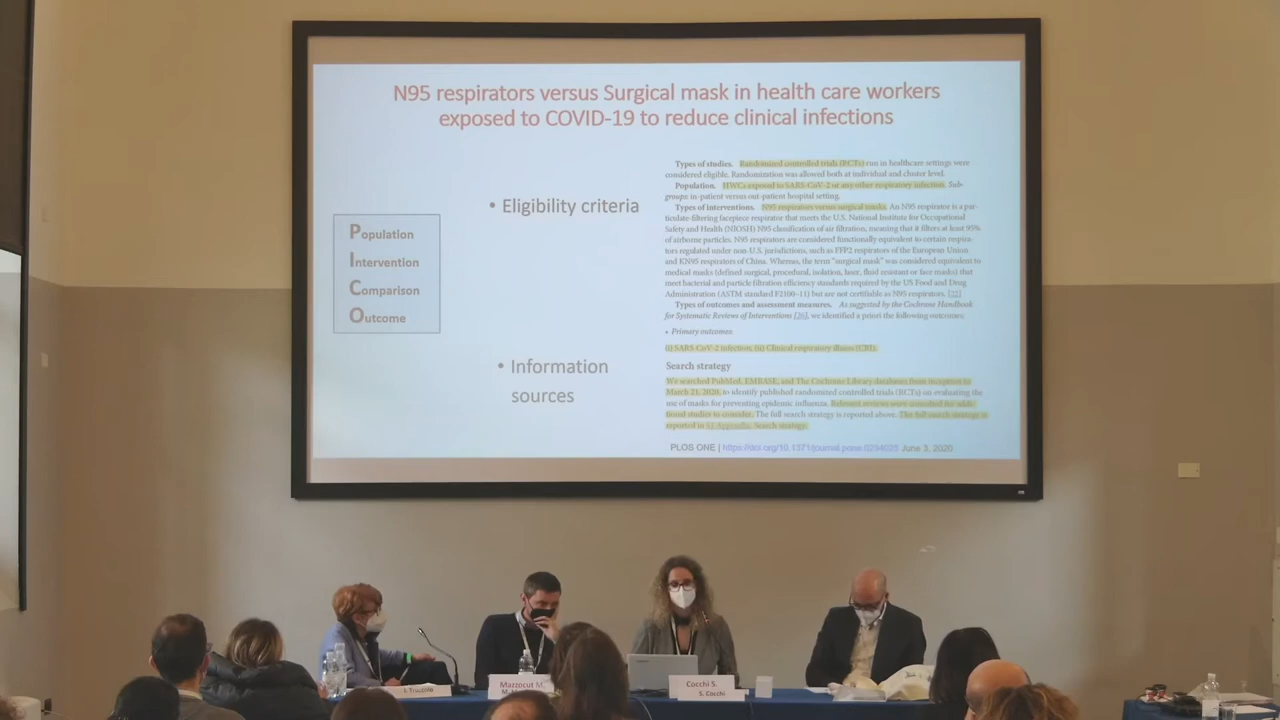 N95 respirators versus Surgical mask in health care workers
exposed to COVID-19 to reduce clinical infections
Population
Intervention
Comparison
Outcome
• Eligibility criteria
• Information
sources
Types of studies. Randomized controlled trials (RCTs) run in healthcare settings were
considered eligible. Randomization was allowed both at individual and cluster level.
Population. HWCs exposed to SARS-CoV-2 or any other respiratory infection. Sub-
groups: in-patient versus out-patient hospital setting.
Types of interventions. N95 respirators versus surgical masks. An N95 respirator is a par-
ticulate-filtering facepiece respirator that meets the U.S. National Institute for Occupational
Safety and Health (NIOSH) N95 classification of air filtration, meaning that it filters at least 95%
of airborne particles. N95 respirators are considered functionally equivalent to certain respira-
tors regulated under non-U.S. jurisdictions, such as FFP2 respirators of the European Union
and KN95 respirators of China. Whereas, the term "surgical mask" was considered equivalent to
medical masks (defined surgical, procedural, isolation, laser, fluid resistant or face masks) that
meet bacterial and particle filtration efficiency standards required by the US Food and Drug
Administration (ASTM standard F2100–11) but are not certifiable as N95 respirators. [22]
Types of outcomes and assessment measures. As suggested by the Cochrane Handbook
for Systematic Reviews of Interventions [26], we identified a priori the following outcomes:
• Primary outcomes:
(i) SARS-CoV-2 infection; (ii) Clinical respiratory illness (CRI).
Search strategy
We searched PubMed, EMBASE, and The Cochrane Library databases from inception to
March 21, 2020, to identify published randomized controlled trials (RCTs) on evaluating the
use of masks for preventing epidemic influenza. Relevant reviews were consulted for addi-
tional studies to consider. The full search strategy is reported above. The full search strategy is
reported in S1 Appendix. Search strategy.
PLOS ONE | https://doi.org/10.1371/journal.pone.0234025 June 3, 2020
Mazzocut M.
Cocchi S.
S. Cocchi